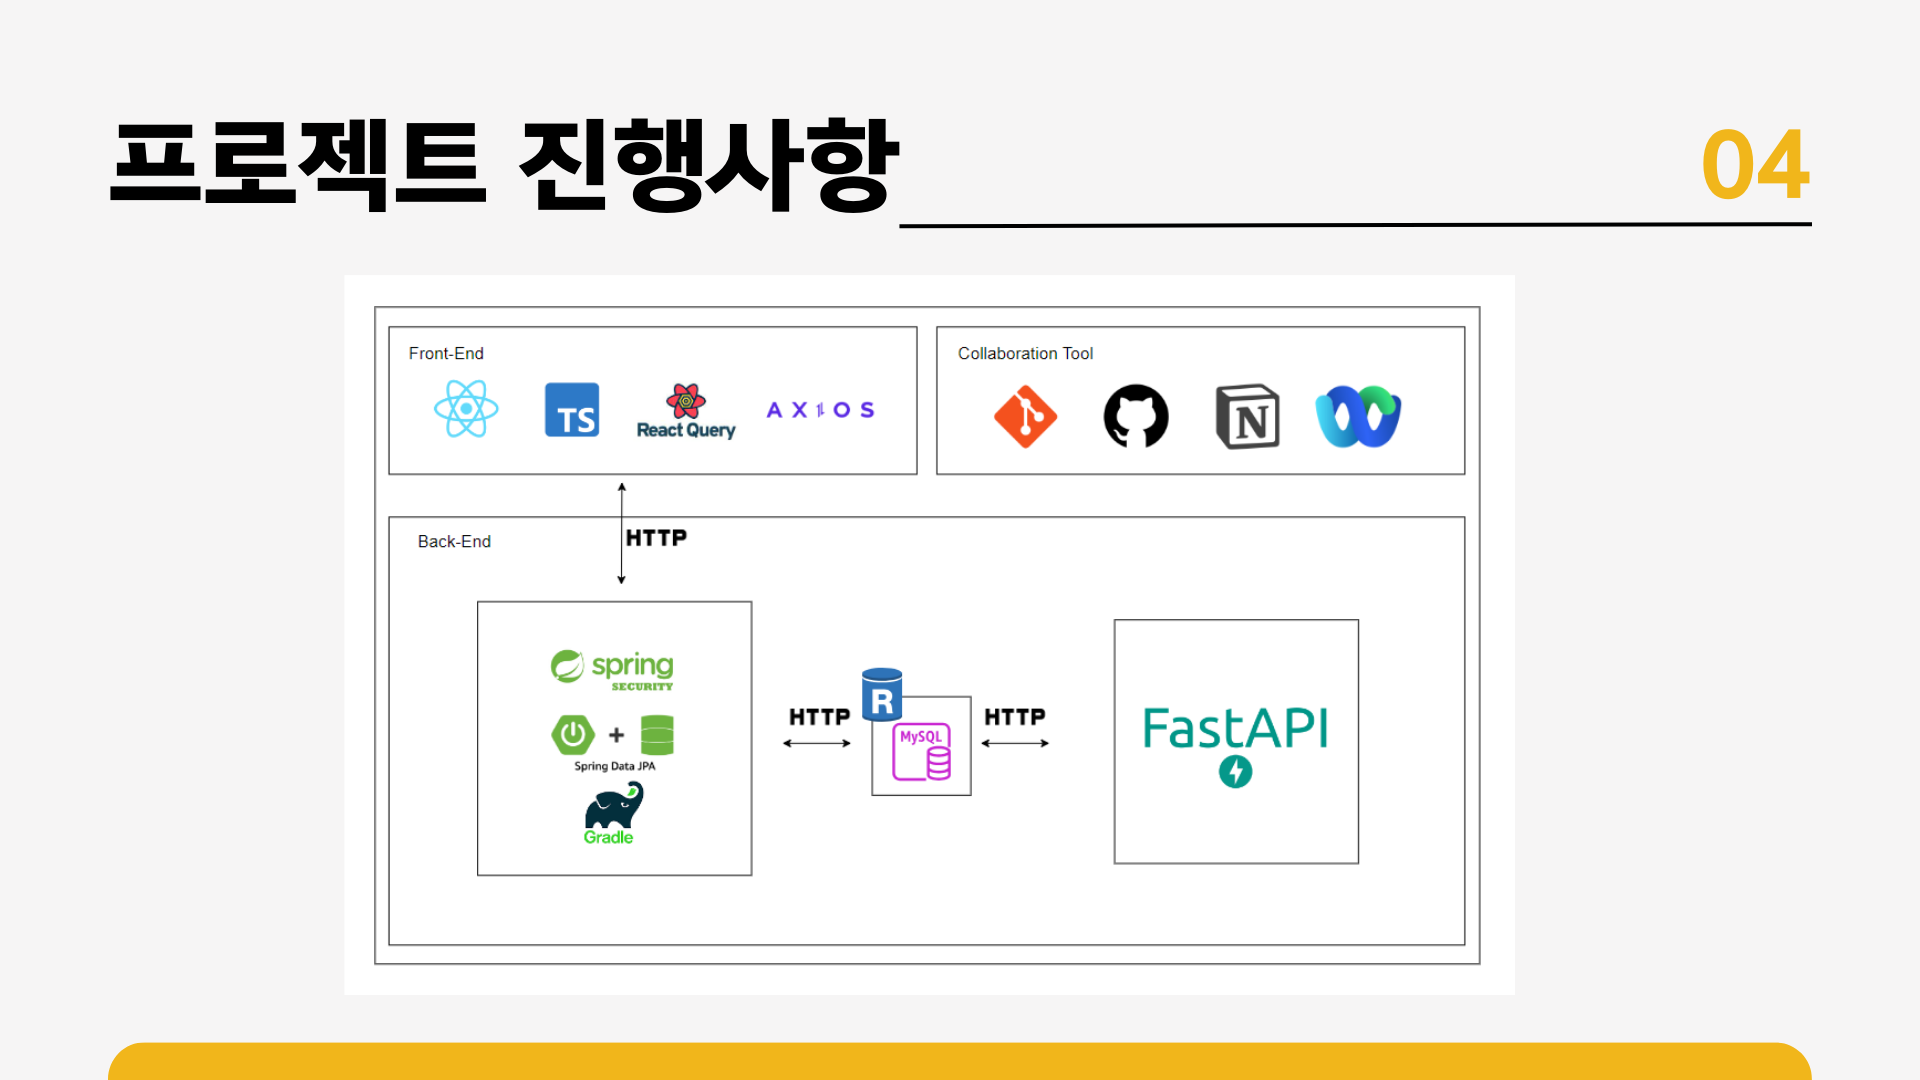 프로젝트 진행사항
04
Front-End
TS
React Query
AXIOS
Collaboration Tool
N
HTTP
Back-End
spring
SECURITY
+
Spring Data JPA
Gradle
HTTP
R
MySQL
HTTP
FastAPI